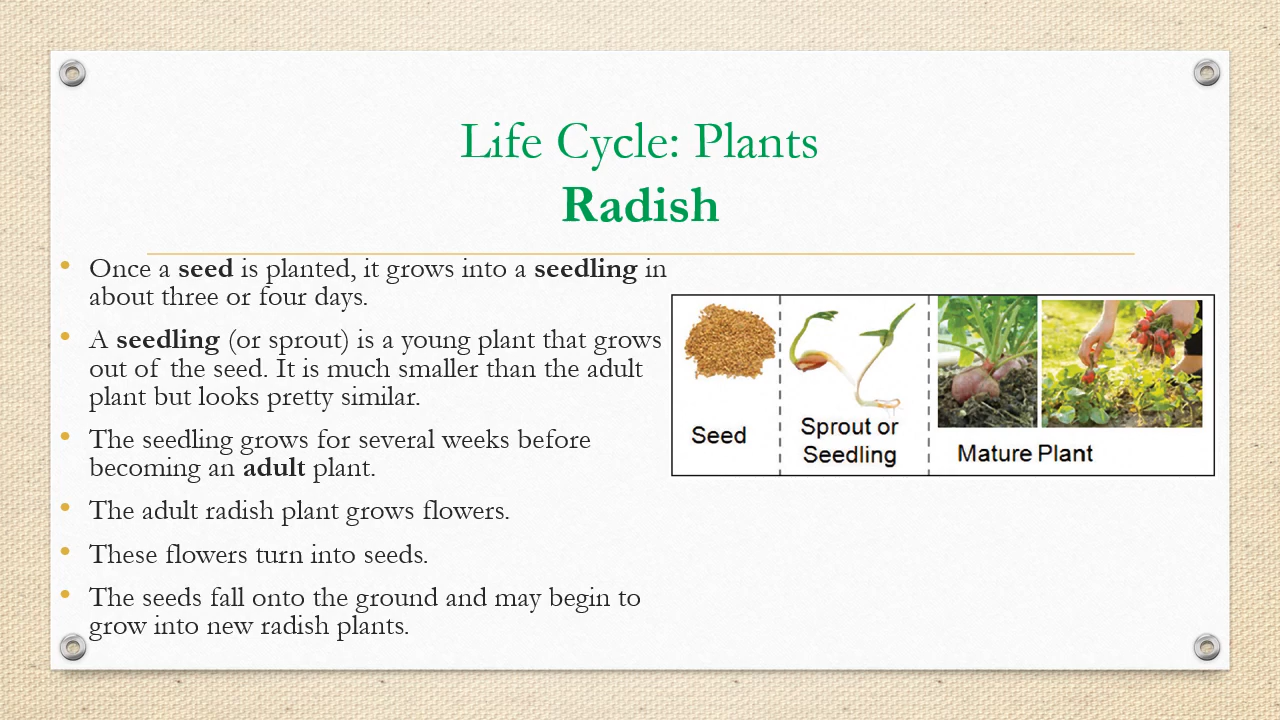 Life Cycle: Plants
Radish
• Once a seed is planted, it grows into a seedling in
about three or four days.
• A seedling (or sprout) is a young plant that grows
out of the seed. It is much smaller than the adult
plant but looks pretty similar.
• The seedling grows for several weeks before
becoming an adult plant.
• The adult radish plant grows flowers.
• These flowers turn into seeds.
• The seeds fall onto the ground and may begin to
grow into new radish plants.
Seed
Sprout or
Seedling
Mature Plant